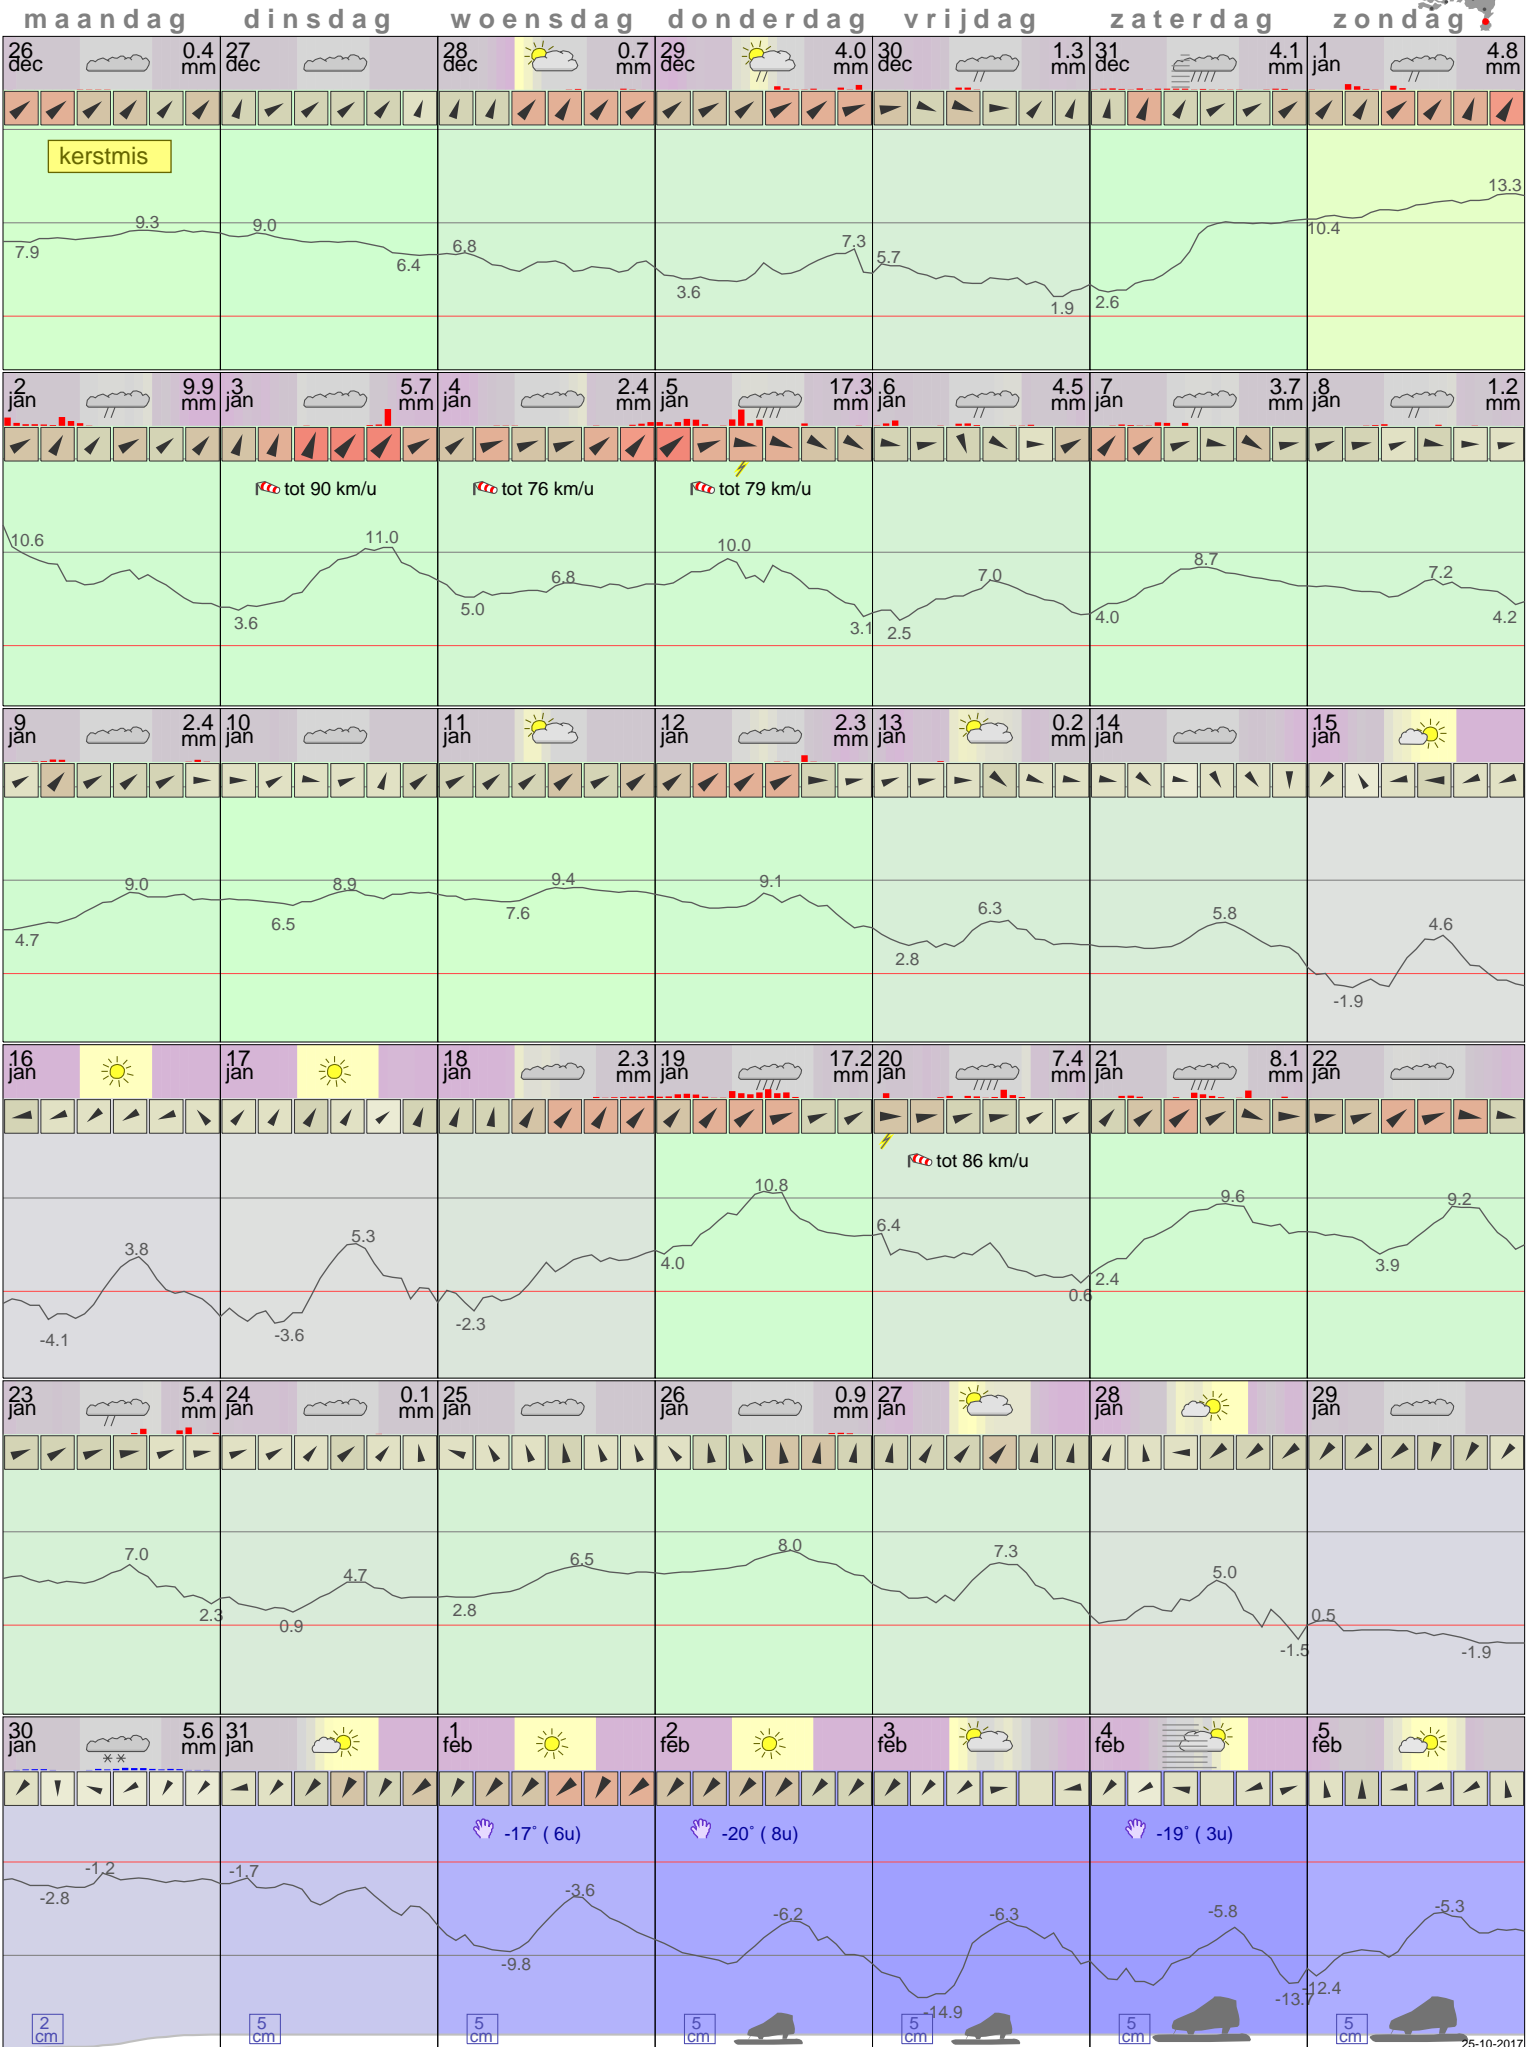 maandag dinsdag woensdag donderdag vrijdag zaterdag zondag
26 dec 0.4 mm 27 dec 28 dec 0.7 mm 29 dec 4.0 mm 30 dec 1.3 mm 31 dec 4.1 mm 1 jan 4.8 mm
kerstmis
7.9 9.3 9.0 6.4 6.8 3.6 7.3 5.7 1.9 2.6 10.4 13.3
2 jan 9.9 mm 3 jan 5.7 mm 4 jan 2.4 mm 5 jan 17.3 mm 6 jan 4.5 mm 7 jan 3.7 mm 8 jan 1.2 mm
tot 90 km/u tot 76 km/u tot 79 km/u
10.6 3.6 11.0 5.0 6.8 10.0 3.1 2.5 7.0 4.0 8.7 7.2 4.2
9 jan 2.4 mm 10 jan 11 jan 12 jan 2.3 mm 13 jan 0.2 mm 14 jan 15 jan
4.7 9.0 6.5 8.9 7.6 9.4 9.1 2.8 6.3 5.8 -1.9 4.6
16 jan 17 jan 18 jan 2.3 mm 19 jan 17.2 mm 20 jan 7.4 mm 21 jan 8.1 mm 22 jan
tot 86 km/u
-4.1 3.8 -3.6 5.3 -2.3 4.0 10.8 6.4 0.6 2.4 9.6 3.9 9.2
23 jan 5.4 mm 24 jan 0.1 mm 25 jan 26 jan 0.9 mm 27 jan 28 jan 29 jan
7.0 2.3 0.9 4.7 2.8 6.5 8.0 7.3 5.0 -1.5 0.5 -1.9
30 jan 5.6 mm 31 jan 1 feb 2 feb 3 feb 4 feb 5 feb
-17° ( 6u) -20° ( 8u) -19° ( 3u)
-2.8 -1.2 -1.7 -9.8 -3.6 -6.2 -14.9 -6.3 -5.8 -13.7 -12.4 -5.3
2 cm 5 cm 5 cm 5 cm 5 cm 5 cm 5 cm
25-10-2017